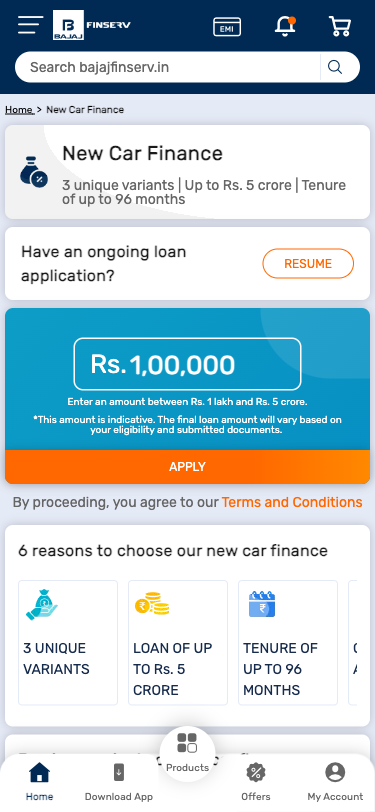 B
BAJAJ
FINSERV
EMI
Search bajajfinserv.in
Home > New Car Finance
New Car Finance
3 unique variants | Up to Rs. 5 crore | Tenure
of up to 96 months
Have an ongoing loan
application?
RESUME
Rs. 1,00,000
Enter an amount between Rs. 1 lakh and Rs. 5 crore.
*This amount is indicative. The final loan amount will vary based on
your eligibility and submitted documents.
APPLY
By proceeding, you agree to our Terms and Conditions
6 reasons to choose our new car finance
3 UNIQUE
VARIANTS
LOAN OF UP
TO Rs. 5
CRORE
TENURE OF
UP TO 96
MONTHS
Home
Download App
Products
Offers
My Account